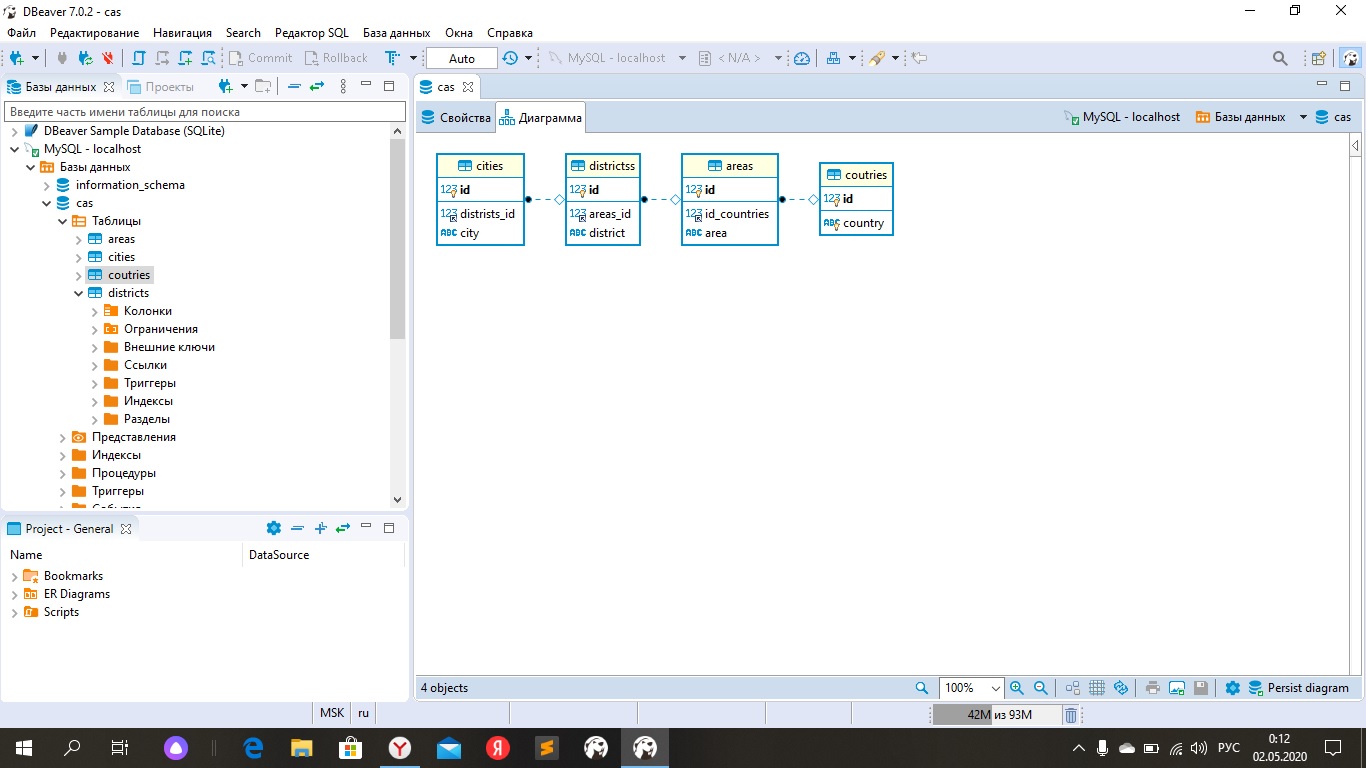 DBeaver 7.0.2 - cas
Файл Редактирование Навигация Search Редактор SQL База данных Окна Справка
Commit Rollback Auto MySQL - localhost < N/A >
Базы данных Проекты
Введите часть имени таблицы для поиска
DBeaver Sample Database (SQLite)
MySQL - localhost
Базы данных
information_schema
cas
Таблицы
areas
cities
coutries
districts
Колонки
Ограничения
Внешние ключи
Ссылки
Триггеры
Индексы
Разделы
Представления
Индексы
Процедуры
Триггеры
Project - General
Name DataSource
Bookmarks
ER Diagrams
Scripts
cas
Свойства Диаграмма MySQL - localhost Базы данных cas
cities
123 id
123 distrists_id
ABC city
districtss
123 id
123 areas_id
ABC district
areas
123 id
123 id_countries
ABC area
coutries
123 id
ABC country
4 objects 100% Persist diagram
MSK ru 42M из 93M
РУС 0:12
02.05.2020